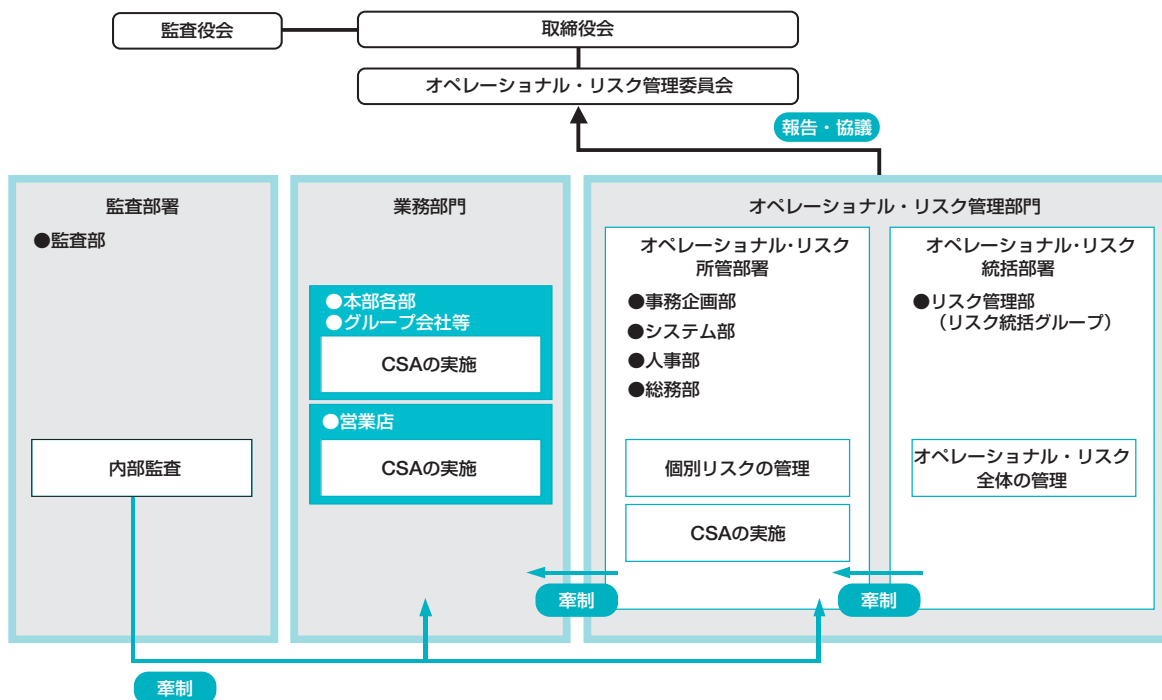 監査役会
取締役会
オペレーショナル・リスク管理委員会
報告・協議
監査部署
●監査部
内部監査
業務部門
●本部各部
●グループ会社等
CSAの実施
●営業店
CSAの実施
オペレーショナル・リスク管理部門
オペレーショナル・リスク
所管部署
●事務企画部
●システム部
●人事部
●総務部
個別リスクの管理
CSAの実施
オペレーショナル・リスク
統括部署
●リスク管理部
（リスク統括グループ）
オペレーショナル・リスク
全体の管理
牽制
牽制
牽制